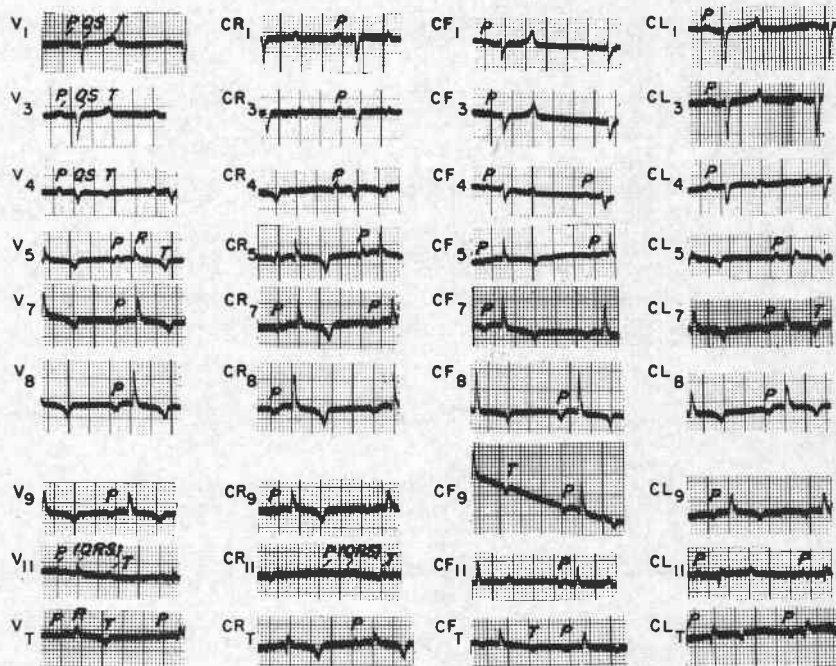 V1 P QS T CR1 P CF1 P CL1 P
V3 P QS T CR3 P CF3 P CL3 P
V4 P QS T CR4 P CF4 P P CL4 P
V5 P R T CR5 P CF5 P P CL5 P
V7 P CR7 P P CF7 P CL7 P T
V8 P CR8 P CF8 P CL8 P
V9 P CR9 P CF9 T P CL9 P
V11 P (QRS) T CR11 P (QRS) T CF11 P CL11 P P
VT P R T P CRT P CFT T P CLT P P